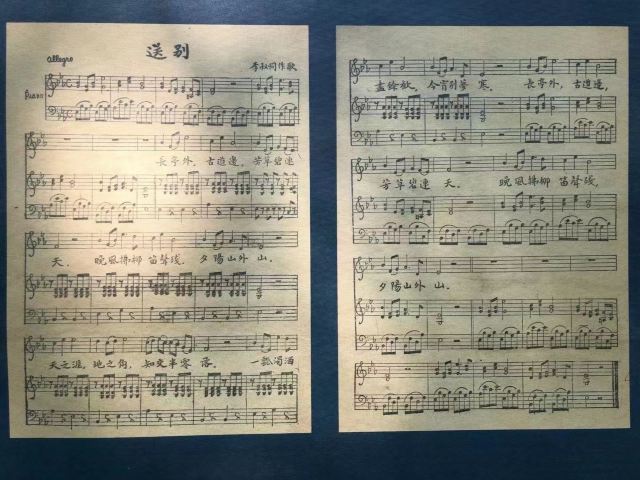 送别
Allegro
李叔同作歌
Piano
長亭外，古道邊，芳草碧連
天。晚風拂柳 笛聲殘，夕陽山外山。
天之涯，地之角，知交半零落。一瓢濁酒
盡餘歡，今宵别夢寒。長亭外，古道邊，
芳草碧連天。晚風拂柳 笛聲殘，
夕陽山外山。